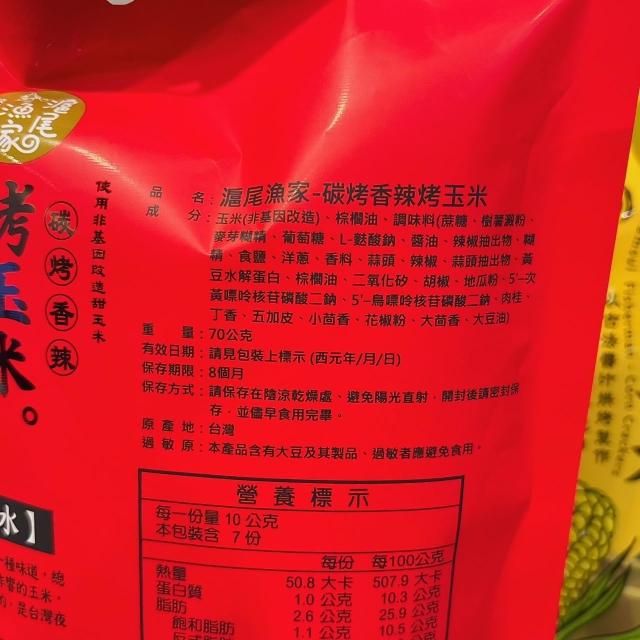 滬尾
漁
家
使用非基因改造甜玉米
碳烤香辣
烤玉米。
水】
品 名：滬尾漁家-碳烤香辣烤玉米
成 分：玉米(非基因改造)、棕櫚油、調味料(蔗糖、樹薯澱粉、
麥芽糊精、葡萄糖、L-麩酸鈉、醬油、辣椒抽出物、糊
精、食鹽、洋蔥、香料、蒜頭、辣椒、蒜頭抽出物、黃
豆水解蛋白、棕櫚油、二氧化矽、胡椒、地瓜粉、5'-次
黃嘌呤核苷磷酸二鈉、5'-鳥嘌呤核苷磷酸二鈉、肉桂、
丁香、五加皮、小茴香、花椒粉、大茴香、大豆油)
重 量：70公克
有效日期：請見包裝上標示 (西元年/月/日)
保存期限：8個月
保存方式：請保存在陰涼乾燥處、避免陽光直射，開封後請密封保
存，並儘早食用完畢。
原 產 地：台灣
過 敏 原：本產品含有大豆及其製品、過敏者應避免食用。
營養標示
每一份量 10 公克
本包裝含 7 份
每份 每100公克
熱量 50.8 大卡 507.9 大卡
蛋白質 1.0 公克 10.3 公克
脂肪 2.6 公克 25.9 公克
飽和脂肪 1.1 公克 10.5 公克
一種味道，總
的玉米。
是台灣夜